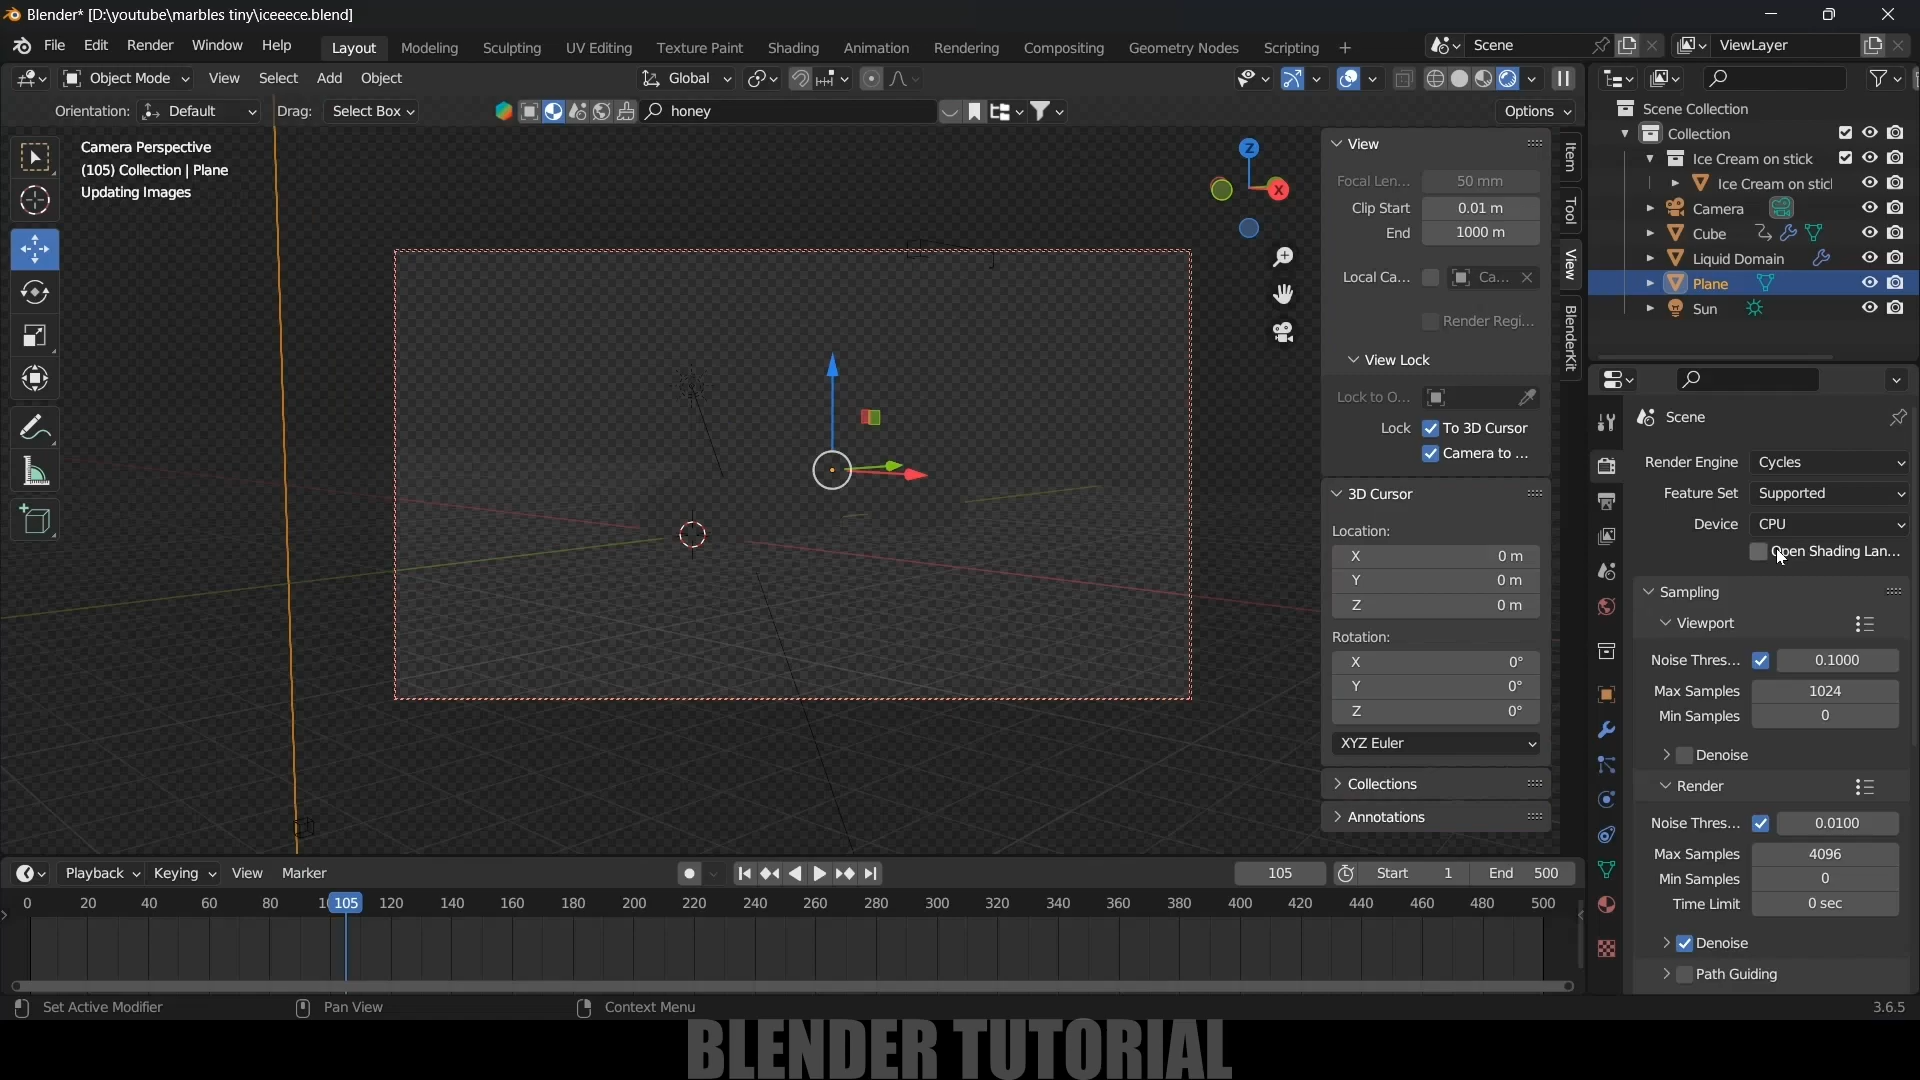 Blender* [D:\youtube\marbles tiny\iceeece.blend]
File Edit Render Window Help Layout Modeling Sculpting UV Editing Texture Paint Shading Animation Rendering Compositing Geometry Nodes Scripting + Scene ViewLayer
Object Mode View Select Add Object Global
Orientation: Default Drag: Select Box honey Options
Camera Perspective
(105) Collection | Plane
Updating Images
Z
X
View
Focal Len... 50 mm
Clip Start 0.01 m
End 1000 m
Local Ca... Ca...
Render Regi...
View Lock
Lock to O...
Lock To 3D Cursor
Camera to ...
3D Cursor
Location:
X 0 m
Y 0 m
Z 0 m
Rotation:
X 0°
Y 0°
Z 0°
XYZ Euler
Collections
Annotations
Item
Tool
View
BlenderKit
Scene Collection
Collection
Ice Cream on stick
Ice Cream on stic
Camera
Cube
Liquid Domain
Plane
Sun
Scene
Render Engine Cycles
Feature Set Supported
Device CPU
Open Shading Lan...
Sampling
Viewport
Noise Thres... 0.1000
Max Samples 1024
Min Samples 0
Denoise
Render
Noise Thres... 0.0100
Max Samples 4096
Min Samples 0
Time Limit 0 sec
Denoise
Path Guiding
Playback Keying View Marker 105 Start 1 End 500
0 20 40 60 80 105 120 140 160 180 200 220 240 260 280 300 320 340 360 380 400 420 440 460 480 500
Set Active Modifier Pan View Context Menu 3.6.5
BLENDER TUTORIAL